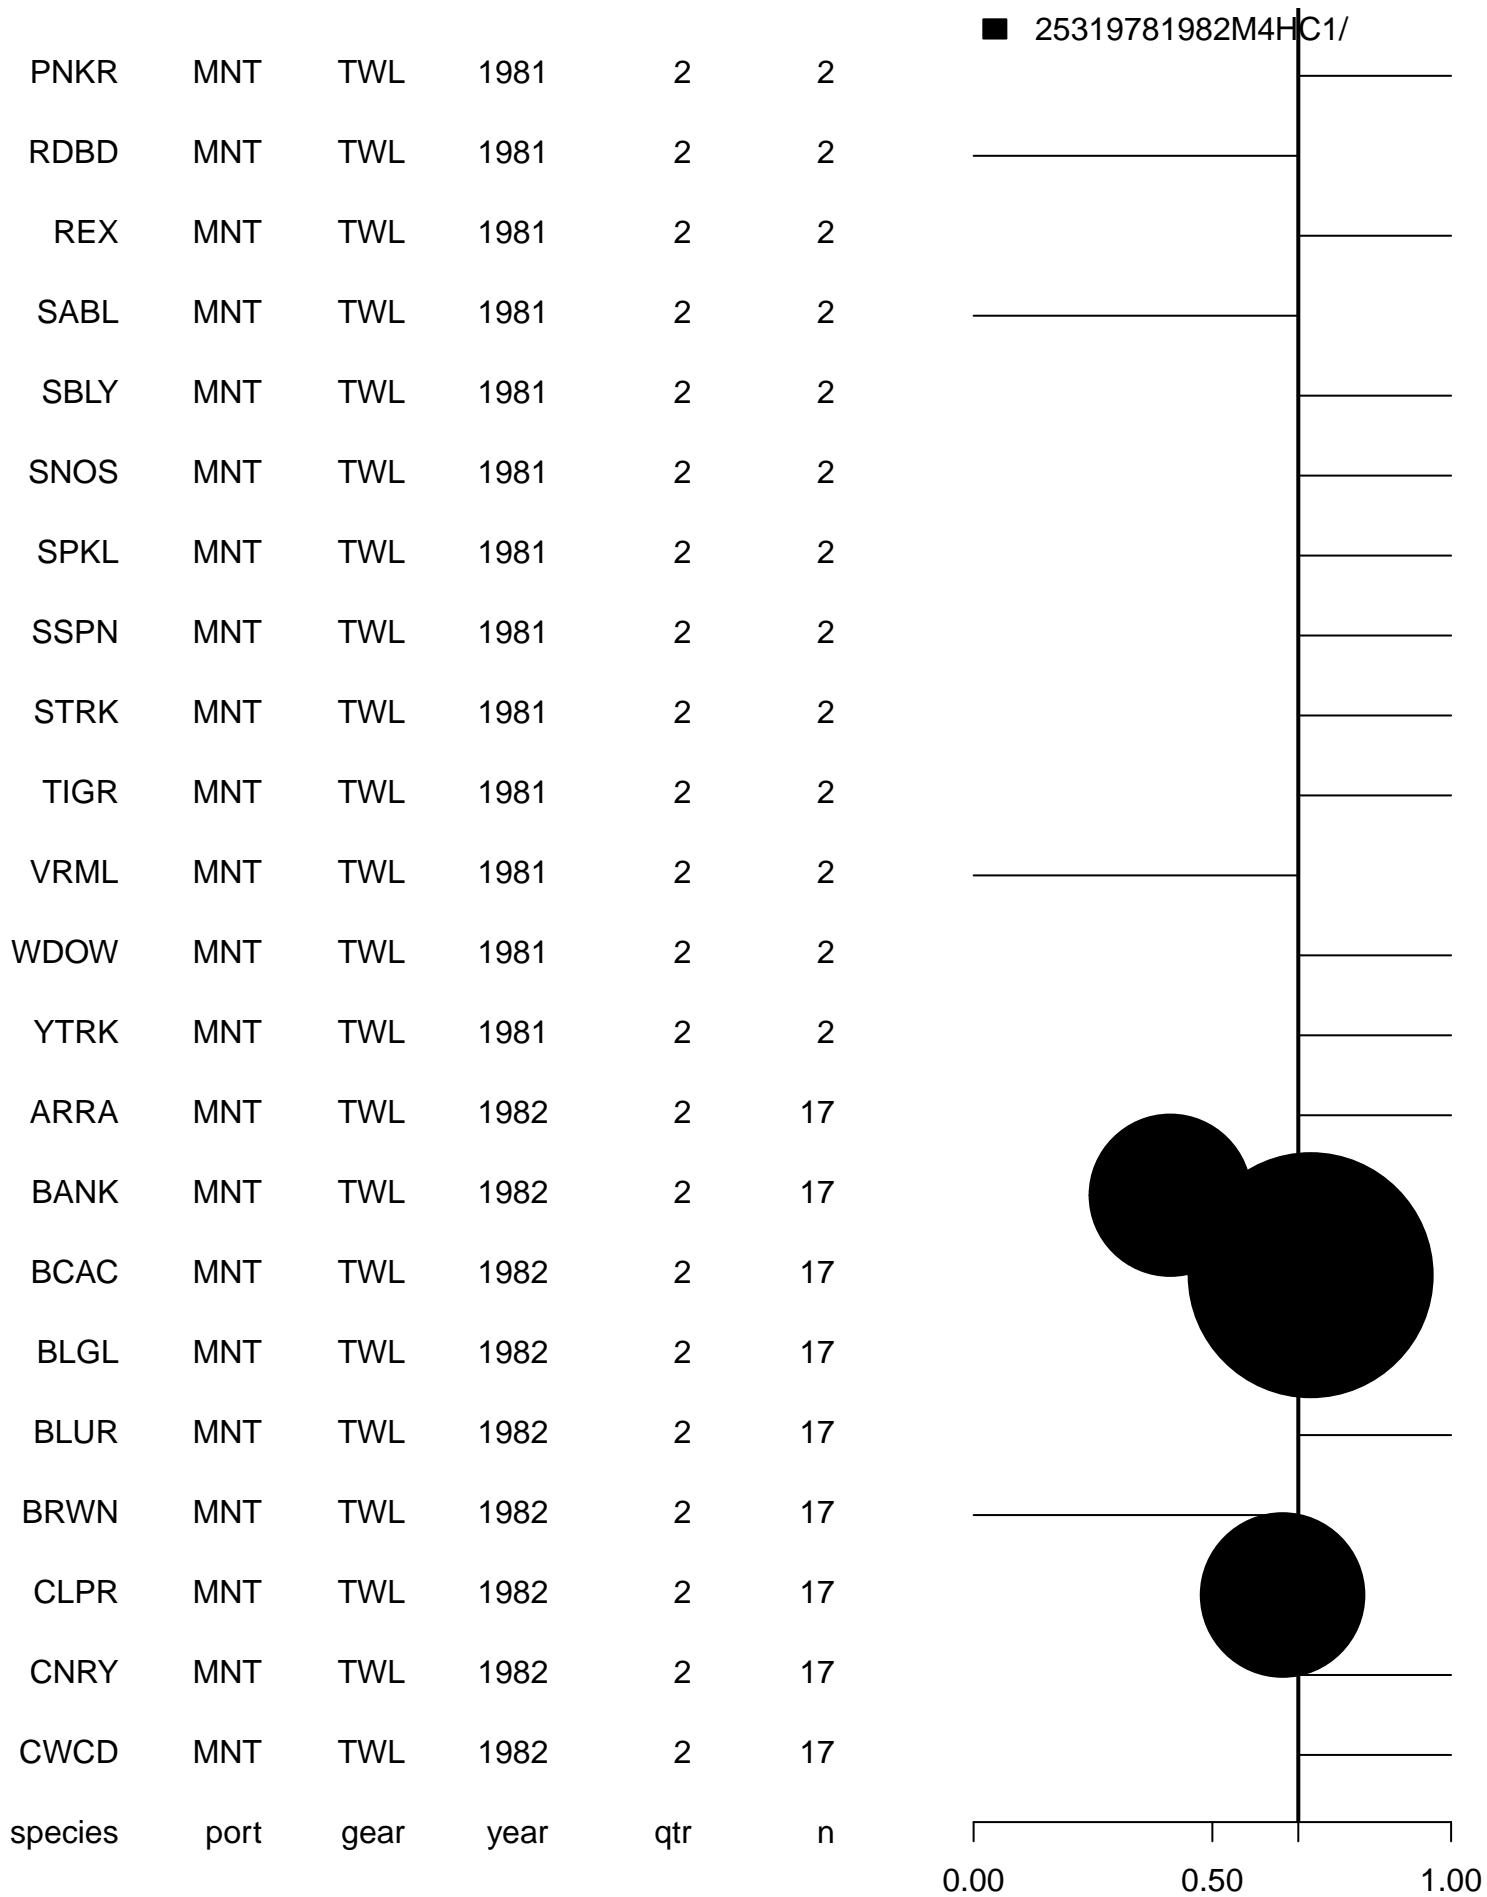 25319781982M4HC1/
PNKR MNT TWL 1981 2 2
RDBD MNT TWL 1981 2 2
REX MNT TWL 1981 2 2
SABL MNT TWL 1981 2 2
SBLY MNT TWL 1981 2 2
SNOS MNT TWL 1981 2 2
SPKL MNT TWL 1981 2 2
SSPN MNT TWL 1981 2 2
STRK MNT TWL 1981 2 2
TIGR MNT TWL 1981 2 2
VRML MNT TWL 1981 2 2
WDOW MNT TWL 1981 2 2
YTRK MNT TWL 1981 2 2
ARRA MNT TWL 1982 2 17
BANK MNT TWL 1982 2 17
BCAC MNT TWL 1982 2 17
BLGL MNT TWL 1982 2 17
BLUR MNT TWL 1982 2 17
BRWN MNT TWL 1982 2 17
CLPR MNT TWL 1982 2 17
CNRY MNT TWL 1982 2 17
CWCD MNT TWL 1982 2 17
species port gear year qtr n
0.00 0.50 1.00